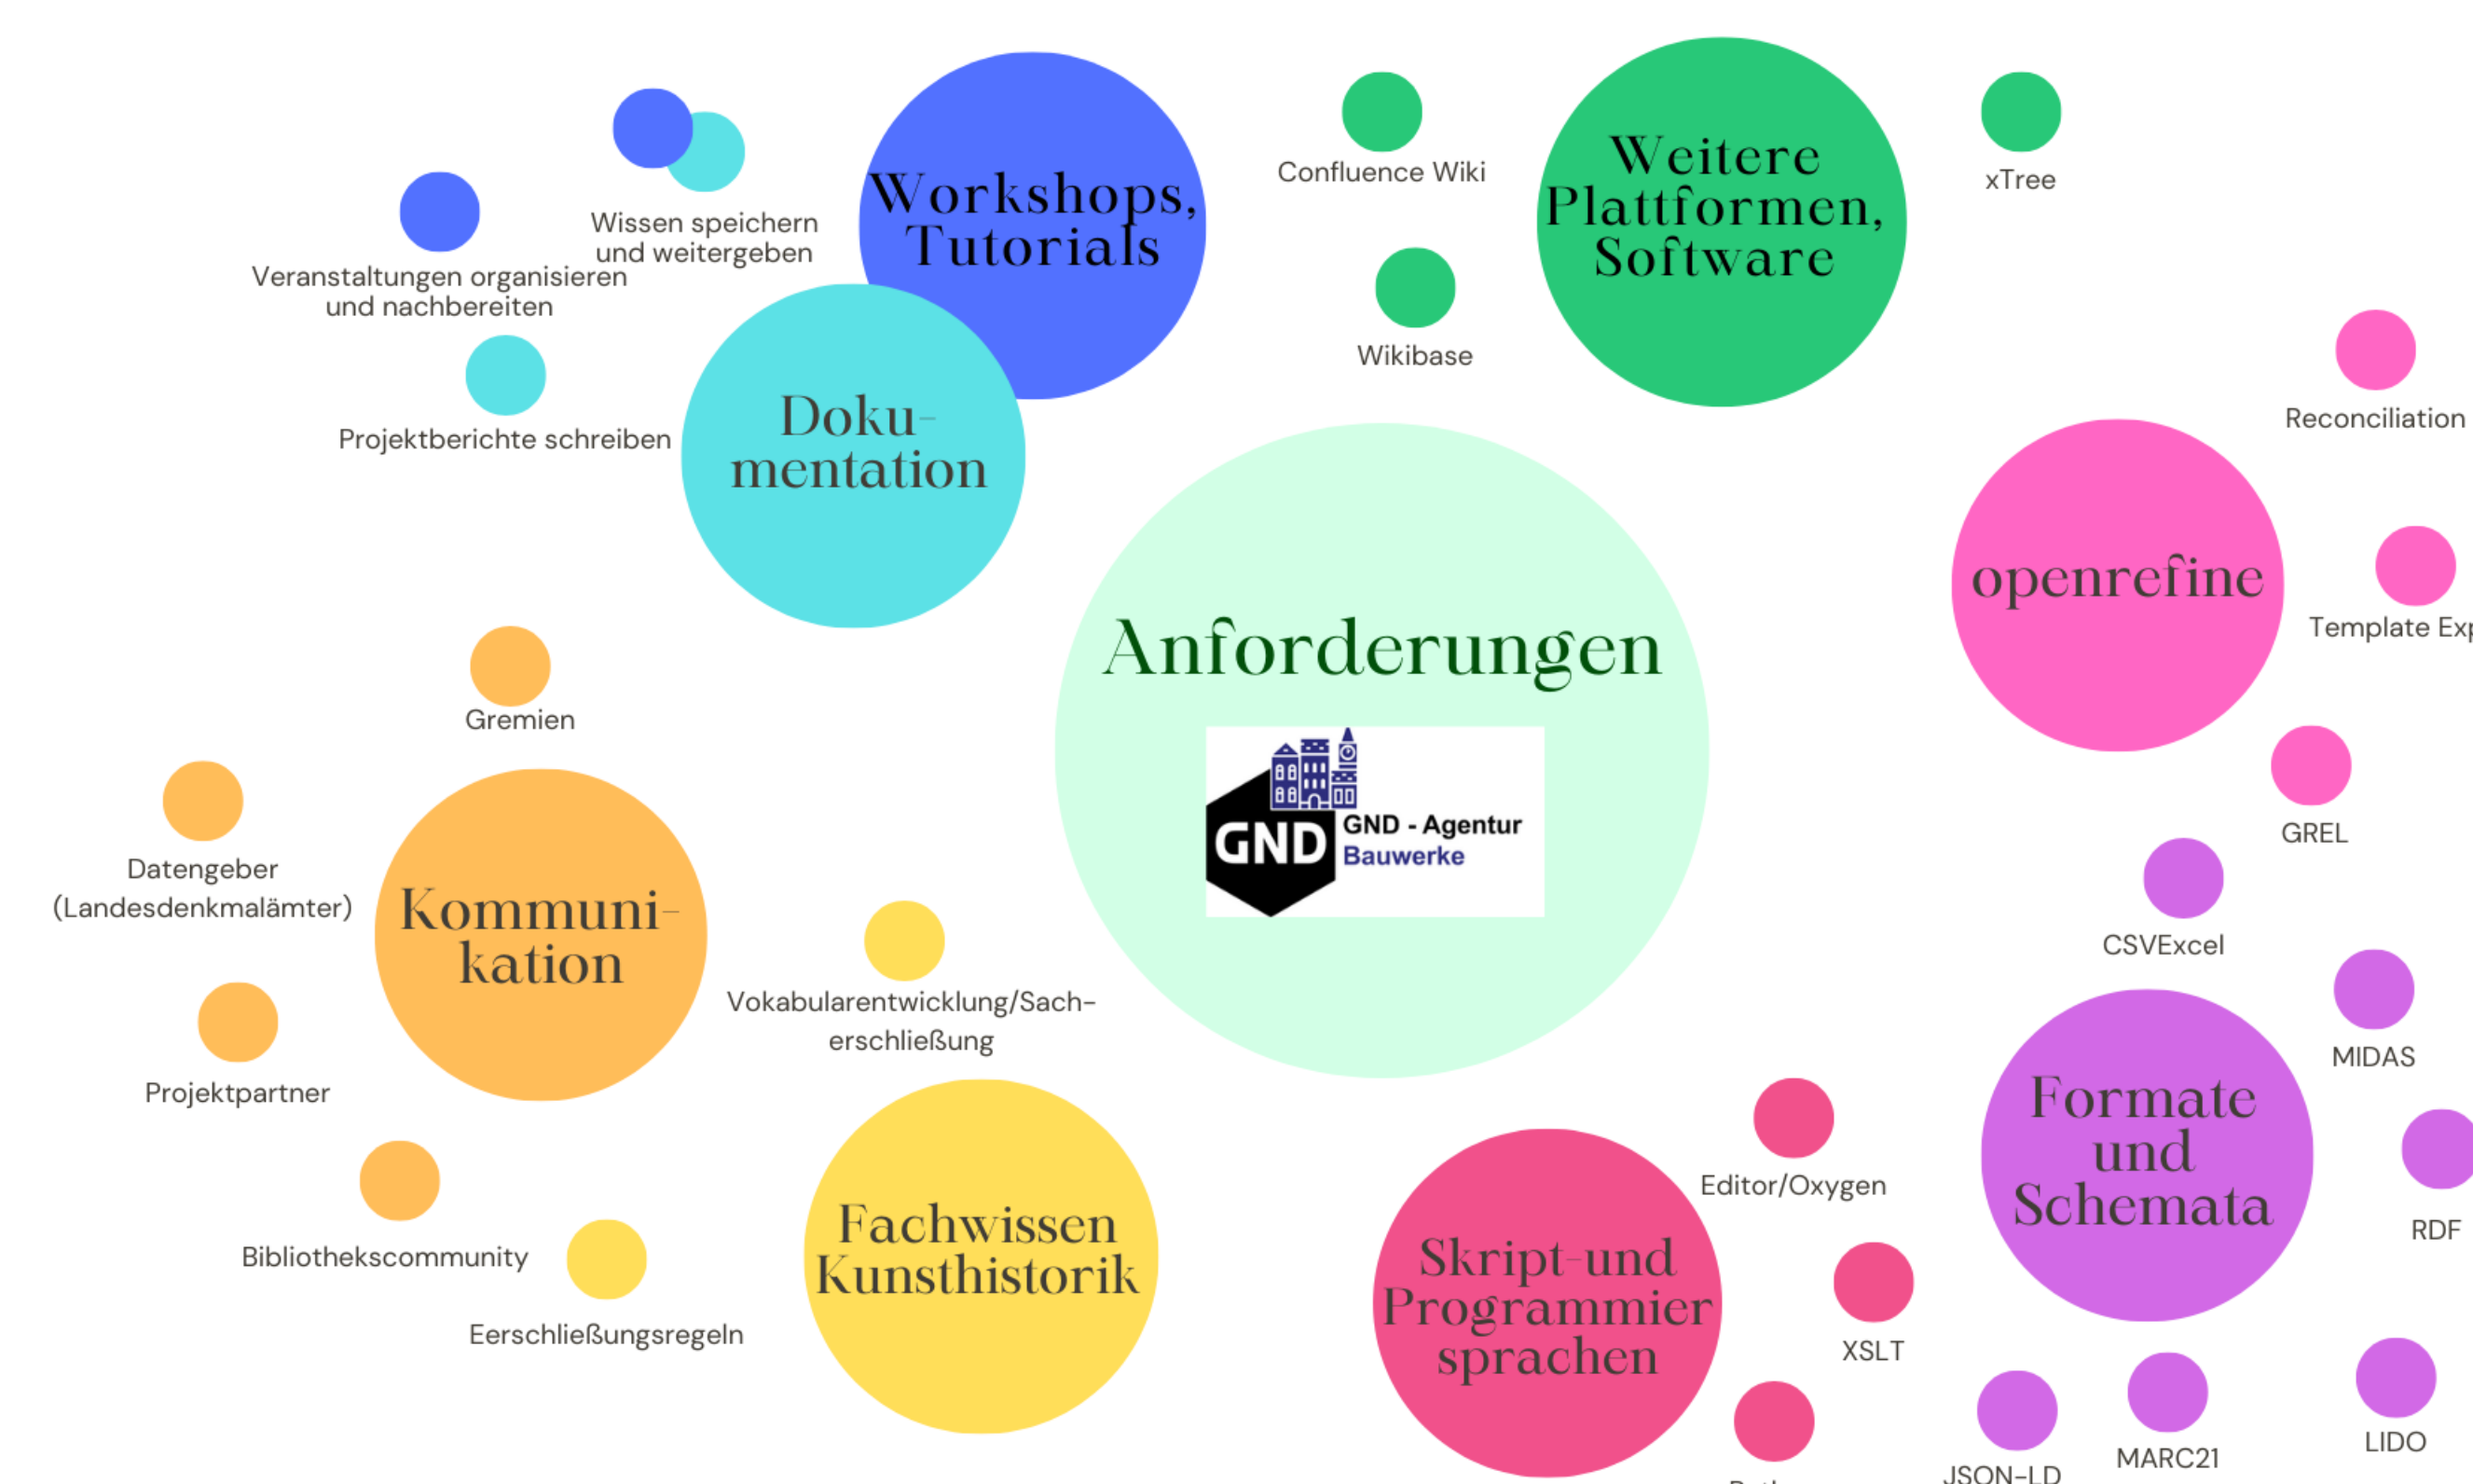 Workshops,
Tutorials
Wissen speichern
und weitergeben
Veranstaltungen organisieren
und nachbereiten
Doku-
mentation
Projektberichte schreiben
Confluence Wiki
Wikibase
Weitere
Plattformen,
Software
xTree
Reconciliation
openrefine
Template
GREL
Anforderungen
GND
GND - Agentur
Bauwerke
Gremien
Datengeber
(Landesdenkmalämter)
Kommuni-
kation
Projektpartner
Bibliothekscommunity
Vokabularentwicklung/Sach-
erschließung
Fachwissen
Kunsthistorik
Eerschließungsregeln
Skript-und
Programmier
sprachen
Editor/Oxygen
XSLT
CSVExcel
MIDAS
Formate
und
Schemata
RDF
LIDO
MARC21
JSON-LD